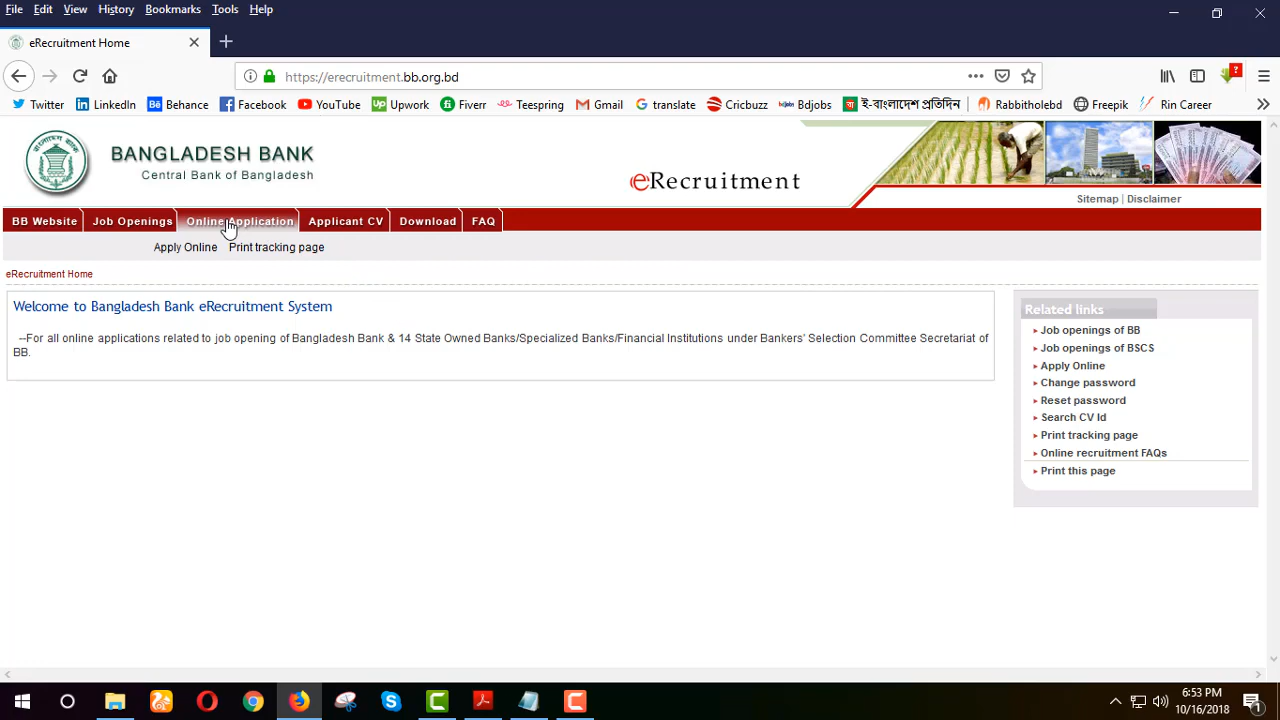 File Edit View History Bookmarks Tools Help
eRecruitment Home
https://erecruitment.bb.org.bd
Twitter LinkedIn Behance Facebook YouTube Upwork Fiverr Teespring Gmail translate Cricbuzz Bdjobs ই-বাংলাদেশ প্রতিদিন Rabbitholebd Freepik Rin Career
BANGLADESH BANK
Central Bank of Bangladesh
eRecruitment
Sitemap | Disclaimer
BB Website Job Openings Online Application Applicant CV Download FAQ
Apply Online Print tracking page
eRecruitment Home
Welcome to Bangladesh Bank eRecruitment System
--For all online applications related to job opening of Bangladesh Bank & 14 State Owned Banks/Specialized Banks/Financial Institutions under Bankers' Selection Committee Secretariat of
BB.
Related links
Job openings of BB
Job openings of BSCS
Apply Online
Change password
Reset password
Search CV Id
Print tracking page
Online recruitment FAQs
Print this page
6:53 PM
10/16/2018